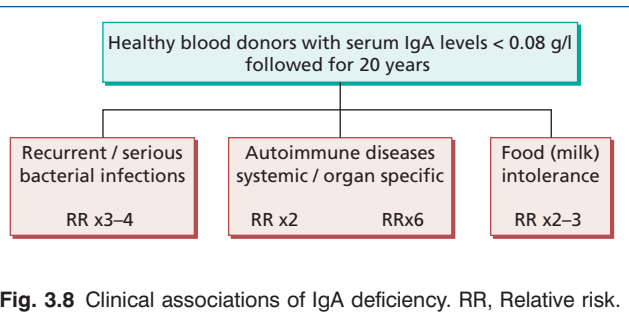 Healthy blood donors with serum IgA levels < 0.08 g/l
followed for 20 years
Recurrent / serious
bacterial infections
RR x3–4
Autoimmune diseases
systemic / organ specific
RR x2 RRx6
Food (milk)
intolerance
RR x2–3
Fig. 3.8 Clinical associations of IgA deficiency. RR, Relative risk.